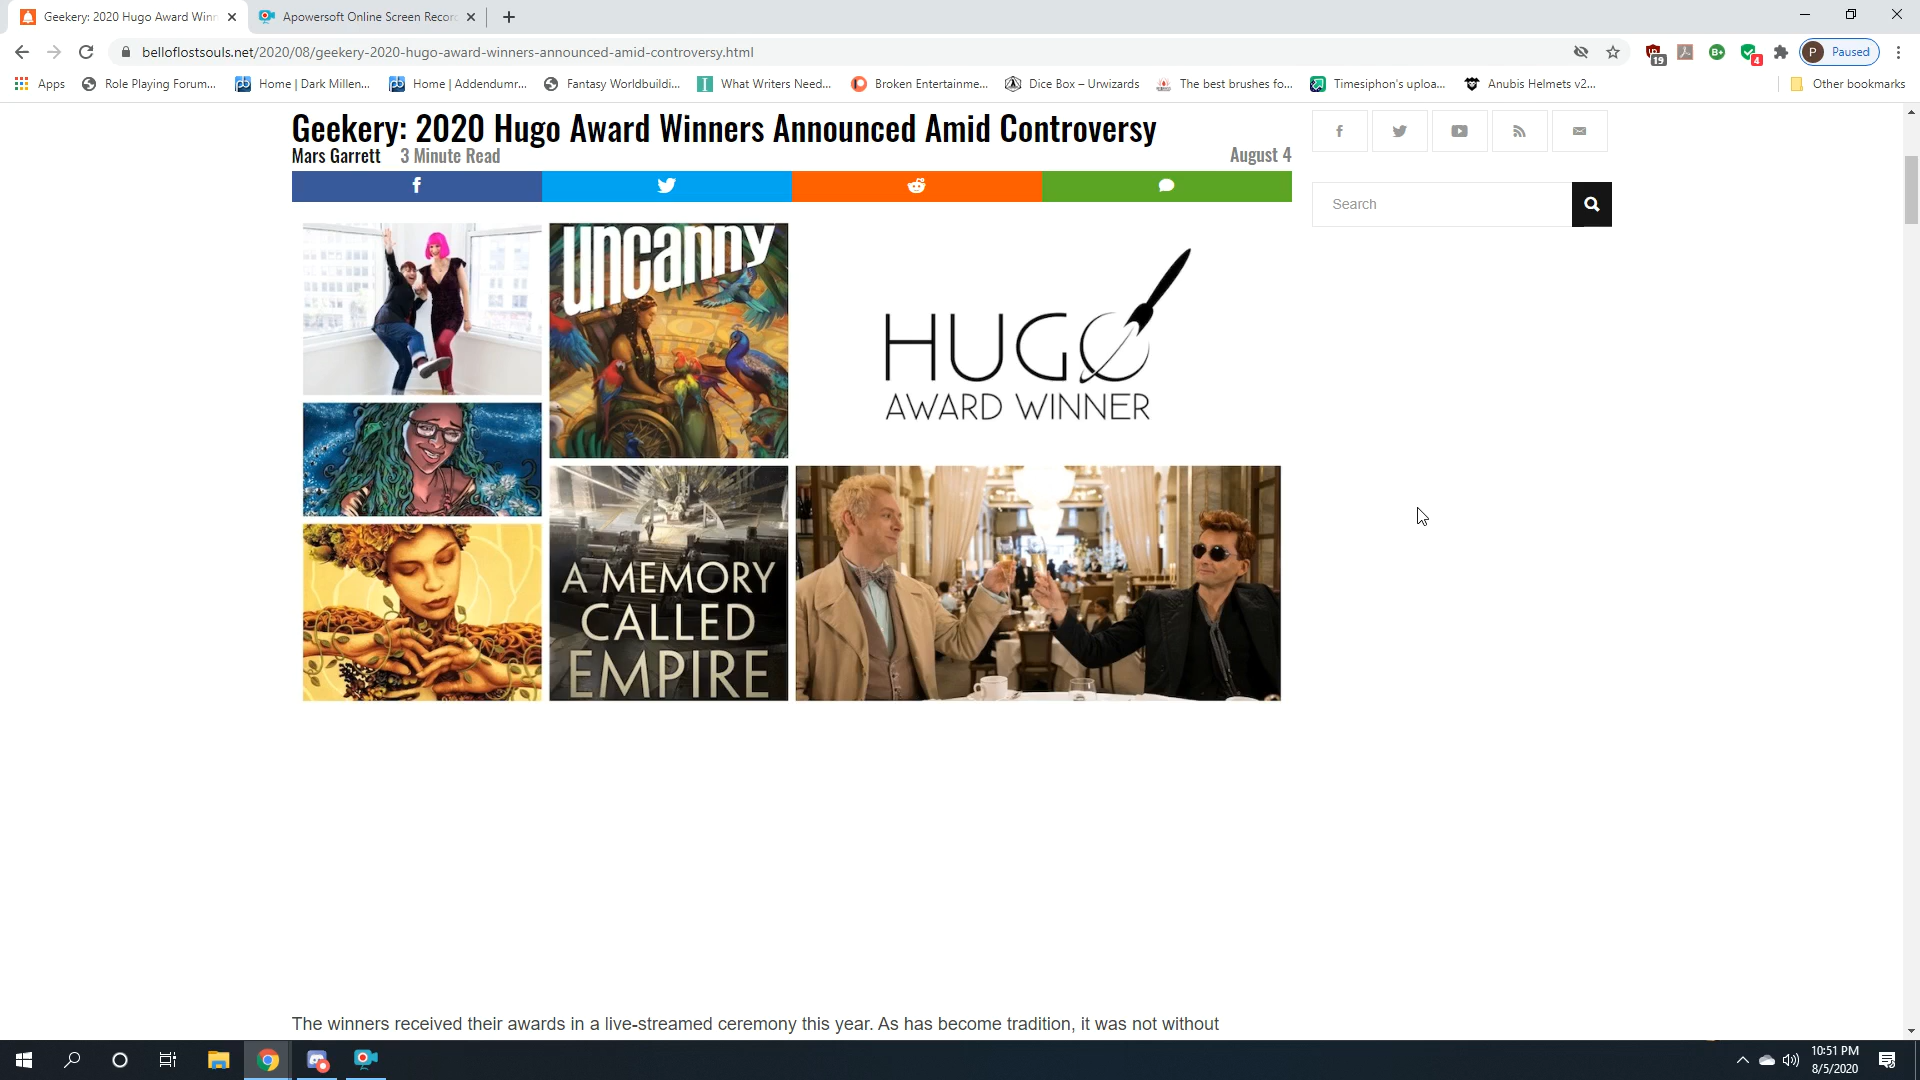 Geekery: 2020 Hugo Award Winn
Apowersoft Online Screen Recor
belloflostsouls.net/2020/08/geekery-2020-hugo-award-winners-announced-amid-controversy.html
19
4
P Paused
Apps
Role Playing Forum...
Home | Dark Millen...
Home | Addendumr...
Fantasy Worldbuildi...
What Writers Need...
Broken Entertainme...
Dice Box – Urwizards
The best brushes fo...
Timesiphon's uploa...
Anubis Helmets v2...
Other bookmarks
Geekery: 2020 Hugo Award Winners Announced Amid Controversy
Mars Garrett 3 Minute Read
August 4
Search
uncanny
HUGO
AWARD WINNER
A MEMORY
CALLED
EMPIRE
The winners received their awards in a live-streamed ceremony this year. As has become tradition, it was not without
10:51 PM
8/5/2020